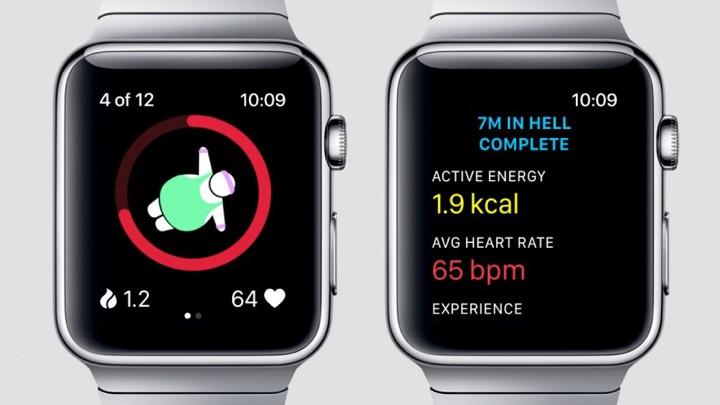 4 of 12
10:09
1.2
64
10:09
7M IN HELL
COMPLETE
ACTIVE ENERGY
1.9 kcal
AVG HEART RATE
65 bpm
EXPERIENCE